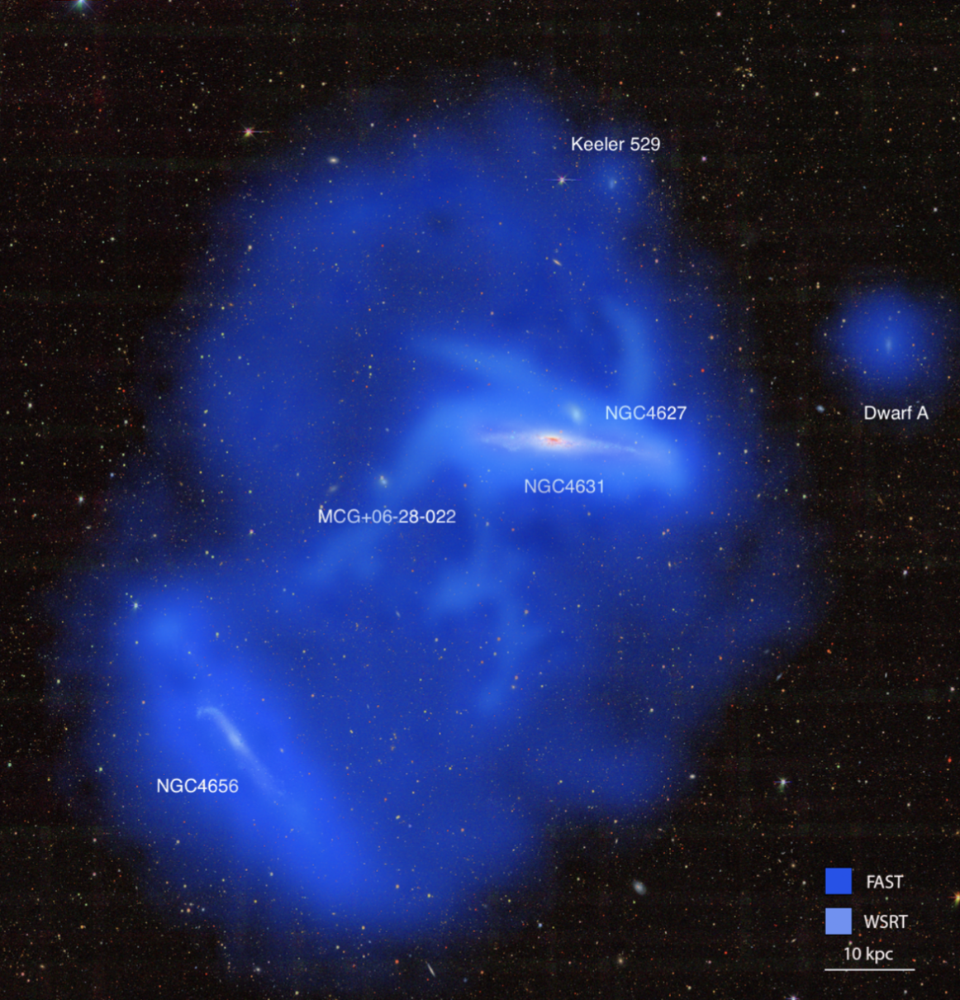 Keeler 529
NGC4627
Dwarf A
NGC4631
MCG+06-28-022
NGC4656
FAST
WSRT
10 kpc